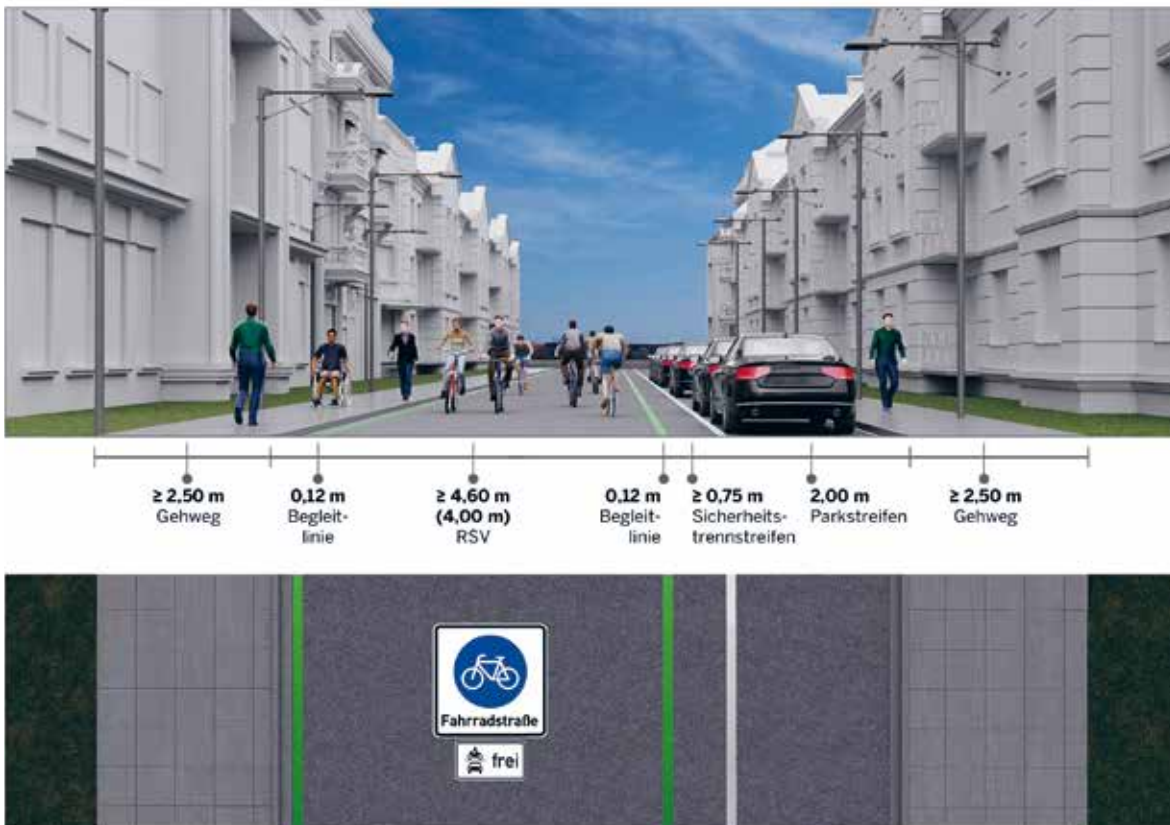 ≥ 2,50 m
Gehweg
0,12 m
Begleit-
linie
≥ 4,60 m
(4,00 m)
RSV
0,12 m
Begleit-
linie
≥ 0,75 m
Sicherheits-
trennstreifen
2,00 m
Parkstreifen
≥ 2,50 m
Gehweg
Fahrradstraße
frei